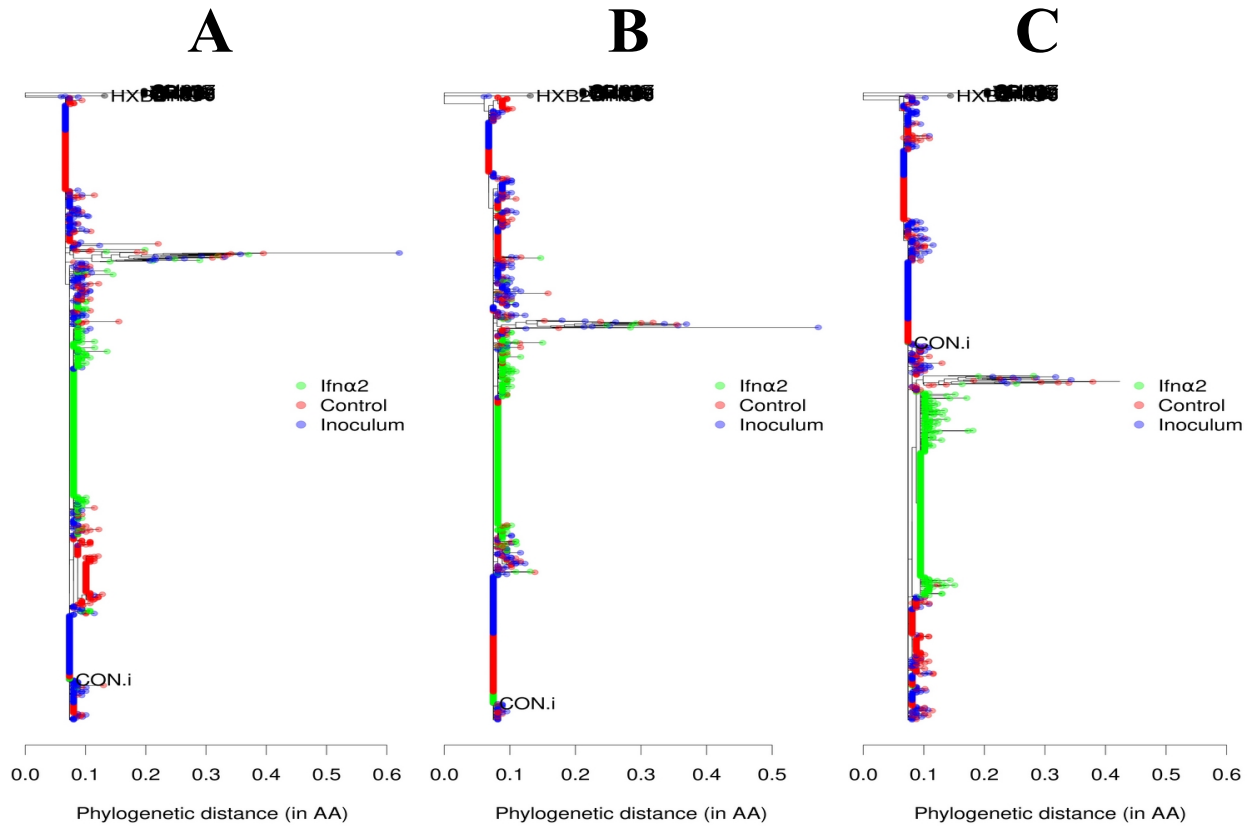 A B C
HXB2 HXB2 HXB2
CON.i
Ifnα2 Ifnα2 Ifnα2
Control Control Control
Inoculum Inoculum Inoculum
CON.i CON.i
0.0 0.1 0.2 0.3 0.4 0.5 0.6 0.0 0.1 0.2 0.3 0.4 0.5 0.0 0.1 0.2 0.3 0.4 0.5 0.6
Phylogenetic distance (in AA) Phylogenetic distance (in AA) Phylogenetic distance (in AA)